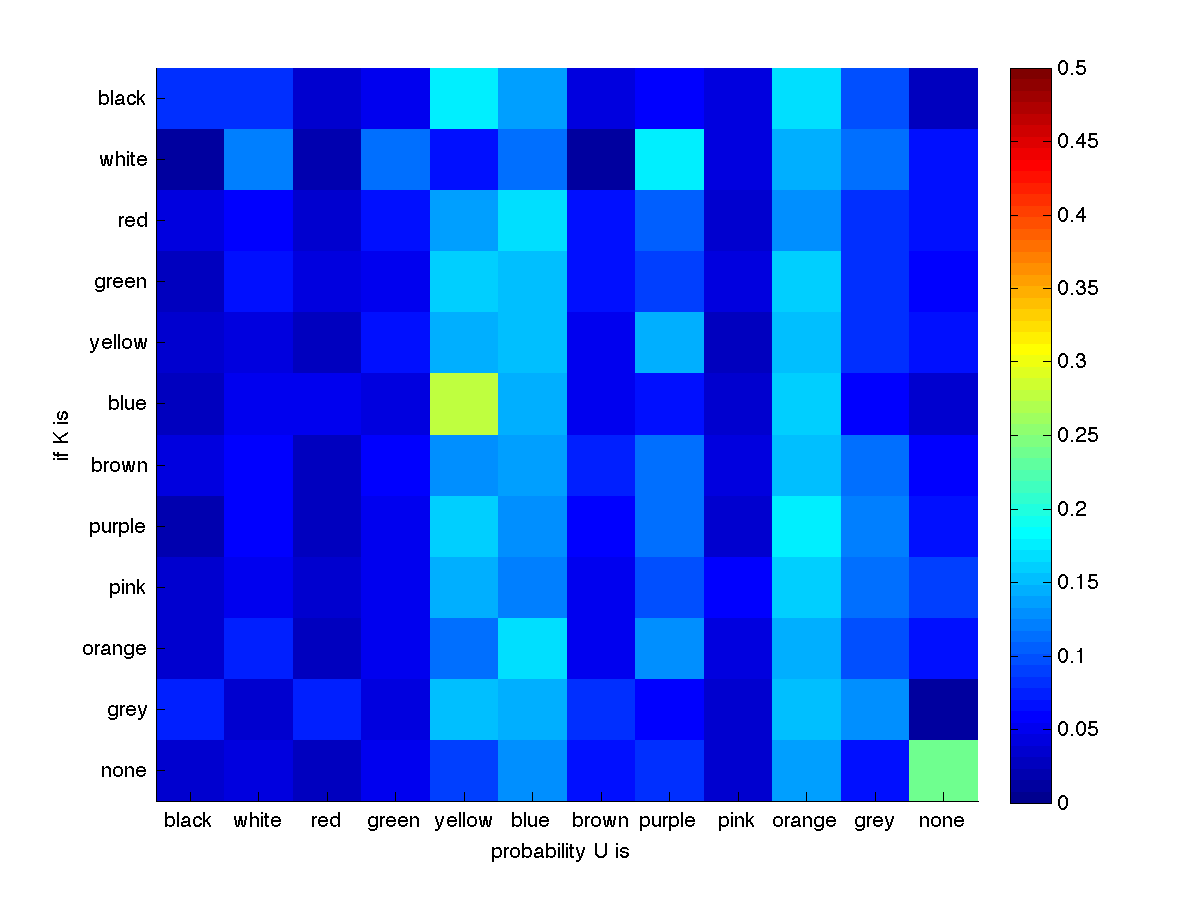 black
white
red
green
yellow
blue
brown
purple
pink
orange
grey
none
if K is
black white red green yellow blue brown purple pink orange grey none
probability U is
0.5
0.45
0.4
0.35
0.3
0.25
0.2
0.15
0.1
0.05
0